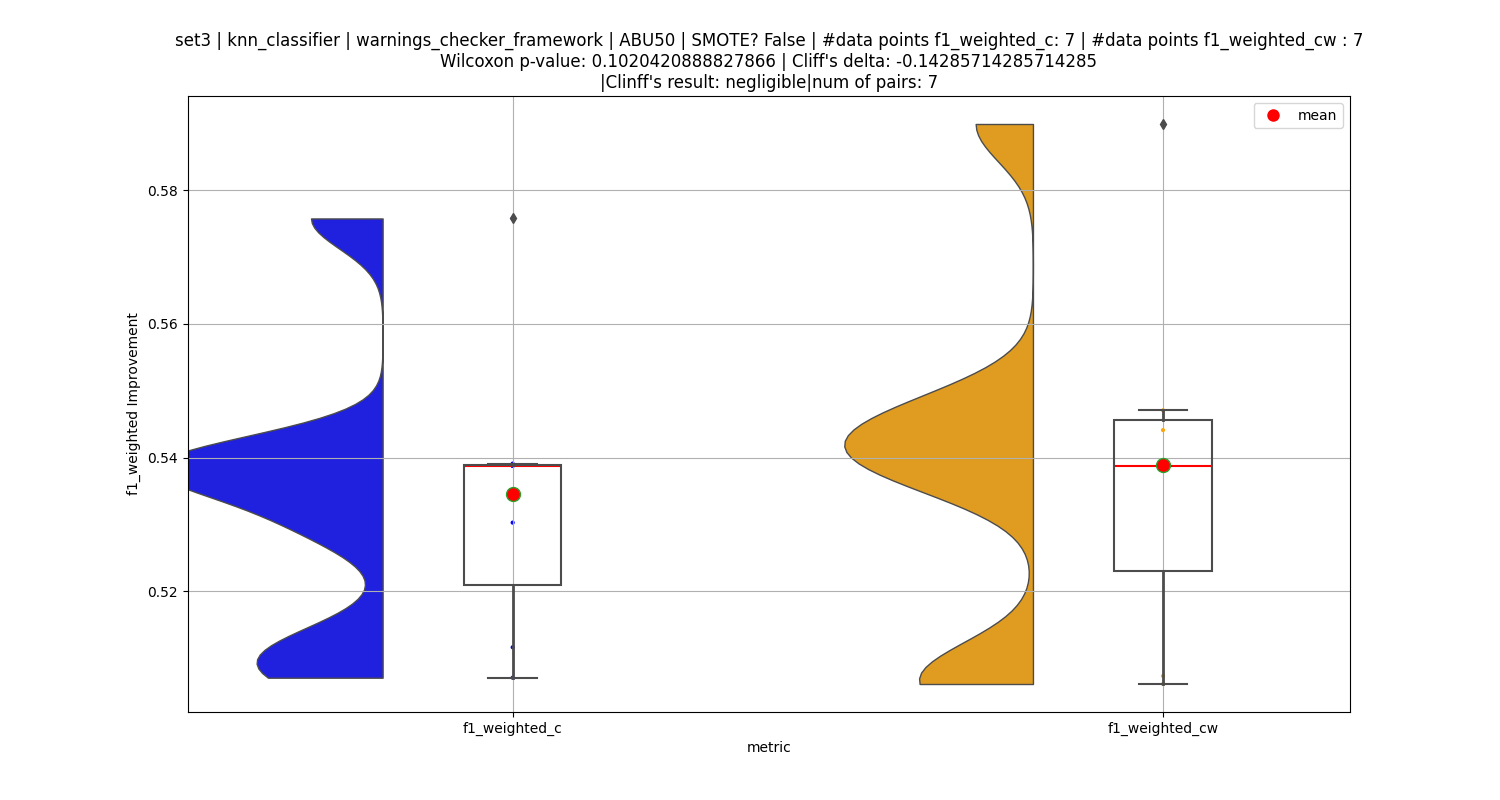 set3 | knn_classifier | warnings_checker_framework | ABU50 | SMOTE? False | #data points f1_weighted_c: 7 | #data points f1_weighted_cw : 7
Wilcoxon p-value: 0.1020420888827866 | Cliff's delta: -0.14285714285714285
|Clinff's result: negligible|num of pairs: 7
mean
f1_weighted Improvement
0.58
0.56
0.54
0.52
f1_weighted_c
f1_weighted_cw
metric